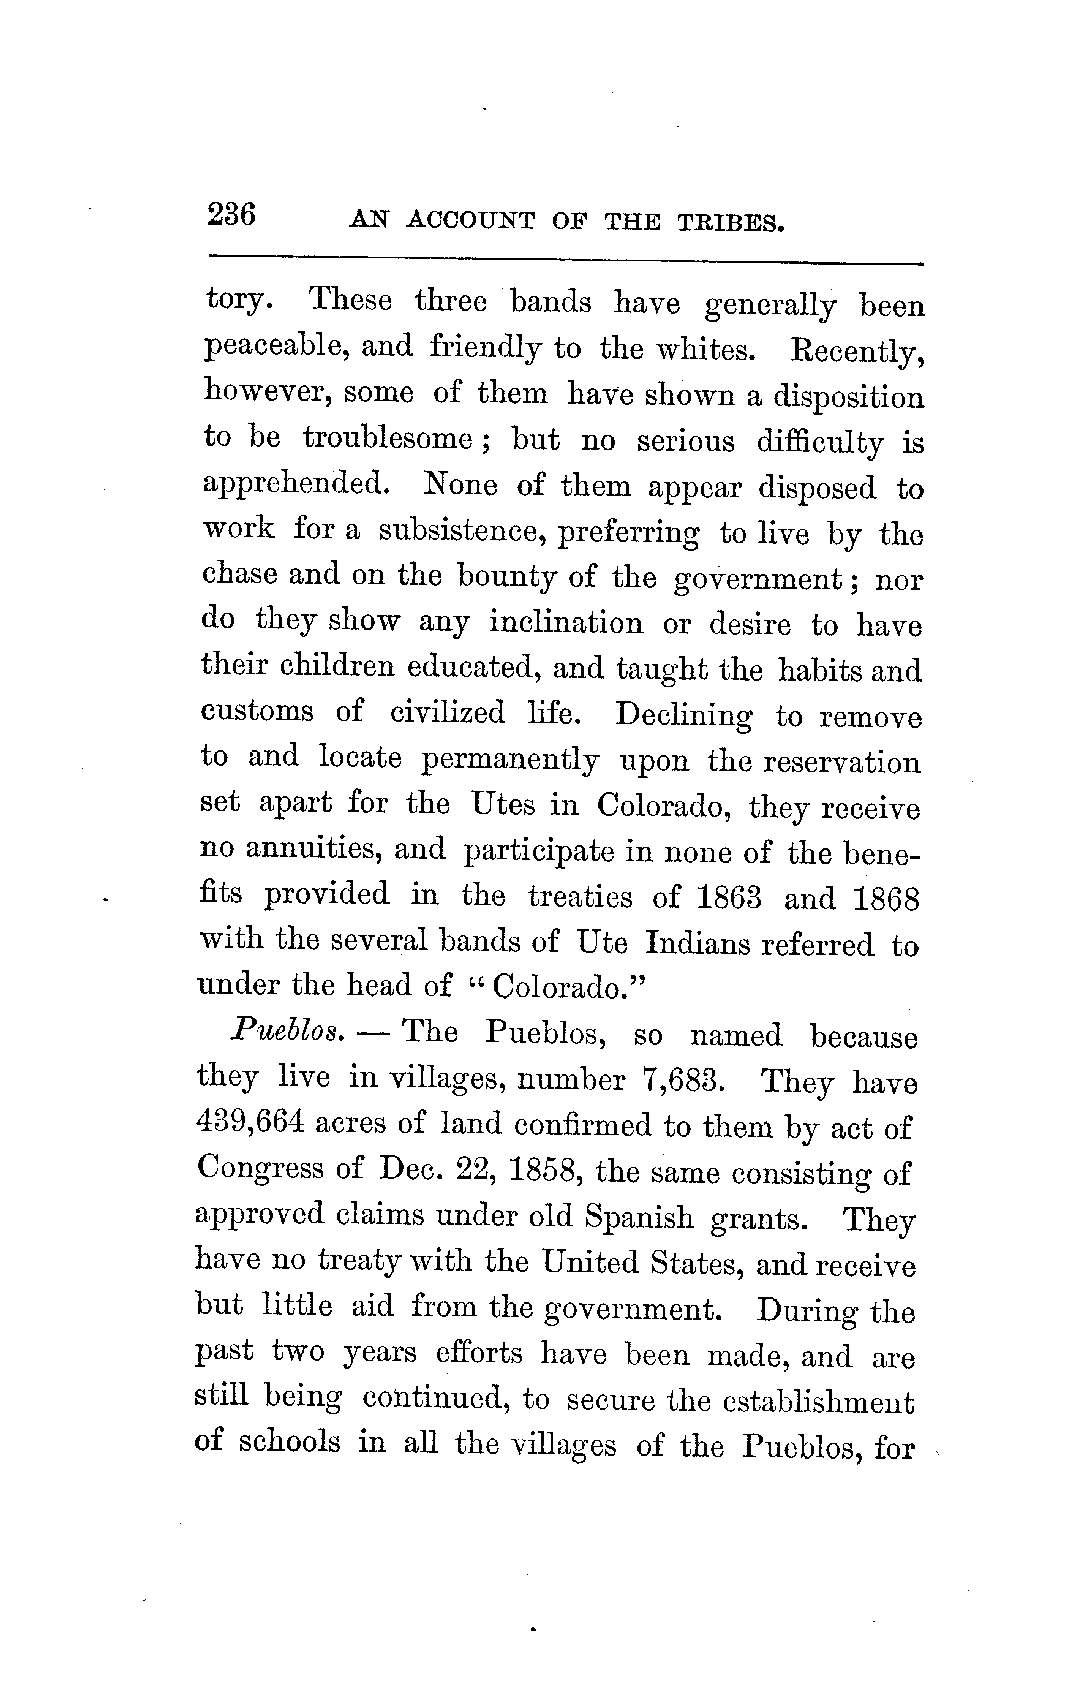 236 AN ACCOUNT OF THE TRIBES.
tory. These three bands have generally been
peaceable, and friendly to the whites. Recently,
however, some of them have shown a disposition
to be troublesome; but no serious difficulty is
apprehended. None of them appear disposed to
work for a subsistence, preferring to live by the
chase and on the bounty of the government; nor
do they show any inclination or desire to have
their children educated, and taught the habits and
customs of civilized life. Declining to remove
to and locate permanently upon the reservation
set apart for the Utes in Colorado, they receive
no annuities, and participate in none of the bene-
fits provided in the treaties of 1863 and 1868
with the several bands of Ute Indians referred to
under the head of “Colorado.”
Pueblos. — The Pueblos, so named because
they live in villages, number 7,683. They have
439,664 acres of land confirmed to them by act of
Congress of Dec. 22, 1858, the same consisting of
approved claims under old Spanish grants. They
have no treaty with the United States, and receive
but little aid from the government. During the
past two years efforts have been made, and are
still being continued, to secure the establishment
of schools in all the villages of the Pueblos, for